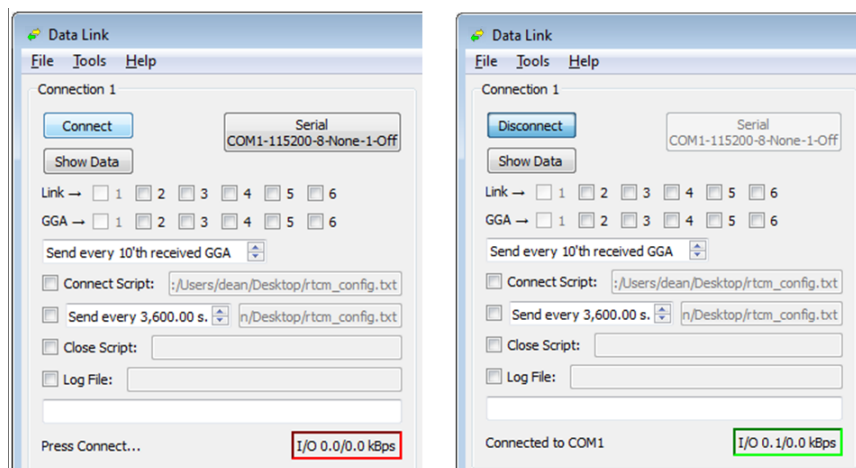 Data Link
File Tools Help
Connection 1
Connect
Serial
COM1-115200-8-None-1-Off
Show Data
Link → 1 2 3 4 5 6
GGA → 1 2 3 4 5 6
Send every 10'th received GGA
Connect Script: :/Users/dean/Desktop/rtcm_config.txt
Send every 3,600.00 s. n/Desktop/rtcm_config.txt
Close Script:
Log File:
Press Connect... I/O 0.0/0.0 kBps
Data Link
File Tools Help
Connection 1
Disconnect
Serial
COM1-115200-8-None-1-Off
Show Data
Link → 1 2 3 4 5 6
GGA → 1 2 3 4 5 6
Send every 10'th received GGA
Connect Script: :/Users/dean/Desktop/rtcm_config.txt
Send every 3,600.00 s. n/Desktop/rtcm_config.txt
Close Script:
Log File:
Connected to COM1 I/O 0.1/0.0 kBps